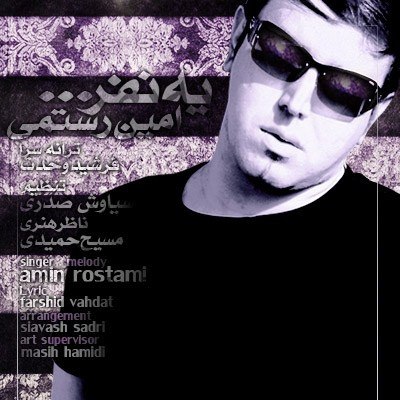 یه نفر...
امین رستمی
ترانه سرا
فرشید وحدت
تنظیم
سیاوش صدری
ناظر هنری
مسیح حمیدی
singer melody
amin rostami
Lyric
farshid vahdat
arrangement
siavash sadri
art supervisor
masih hamidi